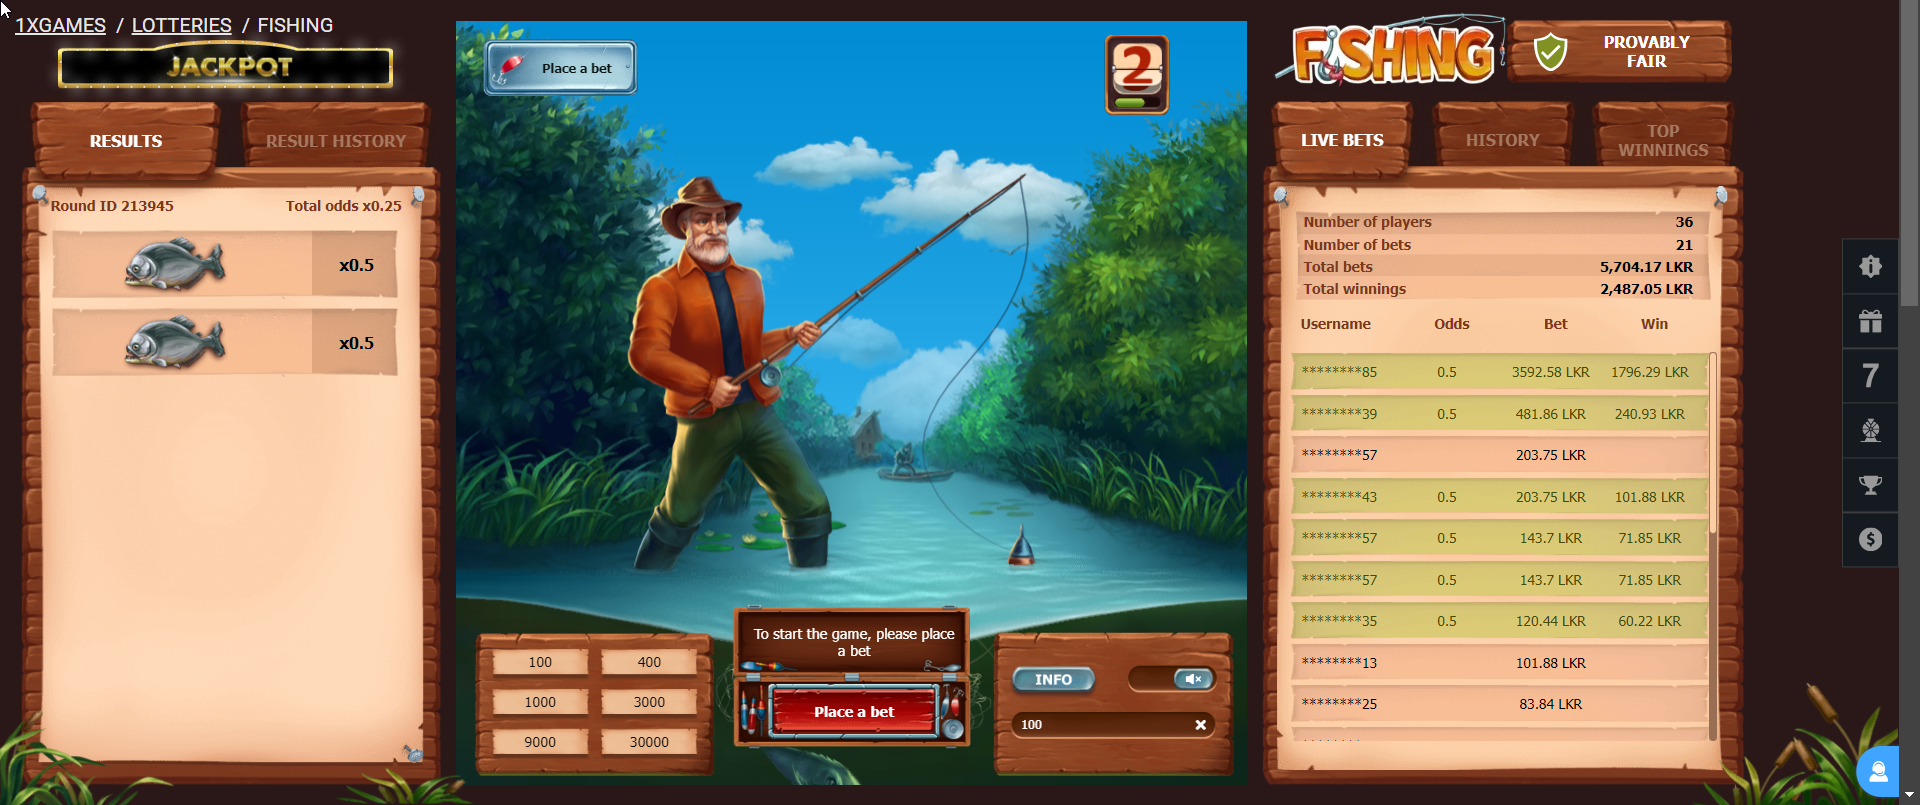 1XGAMES / LOTTERIES / FISHING
JACKPOT
RESULTS
RESULT HISTORY
Round ID 213945
Total odds x0.25
x0.5
x0.5
Place a bet
2
100
400
1000
3000
9000
30000
To start the game, please place
a bet
Place a bet
INFO
100
FISHING
PROVABLY
FAIR
LIVE BETS
HISTORY
TOP
WINNINGS
Number of players 36
Number of bets 21
Total bets 5,704.17 LKR
Total winnings 2,487.05 LKR
Username Odds Bet Win
********85 0.5 3592.58 LKR 1796.29 LKR
********39 0.5 481.86 LKR 240.93 LKR
********57 203.75 LKR
********43 0.5 203.75 LKR 101.88 LKR
********57 0.5 143.7 LKR 71.85 LKR
********57 0.5 143.7 LKR 71.85 LKR
********35 0.5 120.44 LKR 60.22 LKR
********13 101.88 LKR
********25 83.84 LKR
7